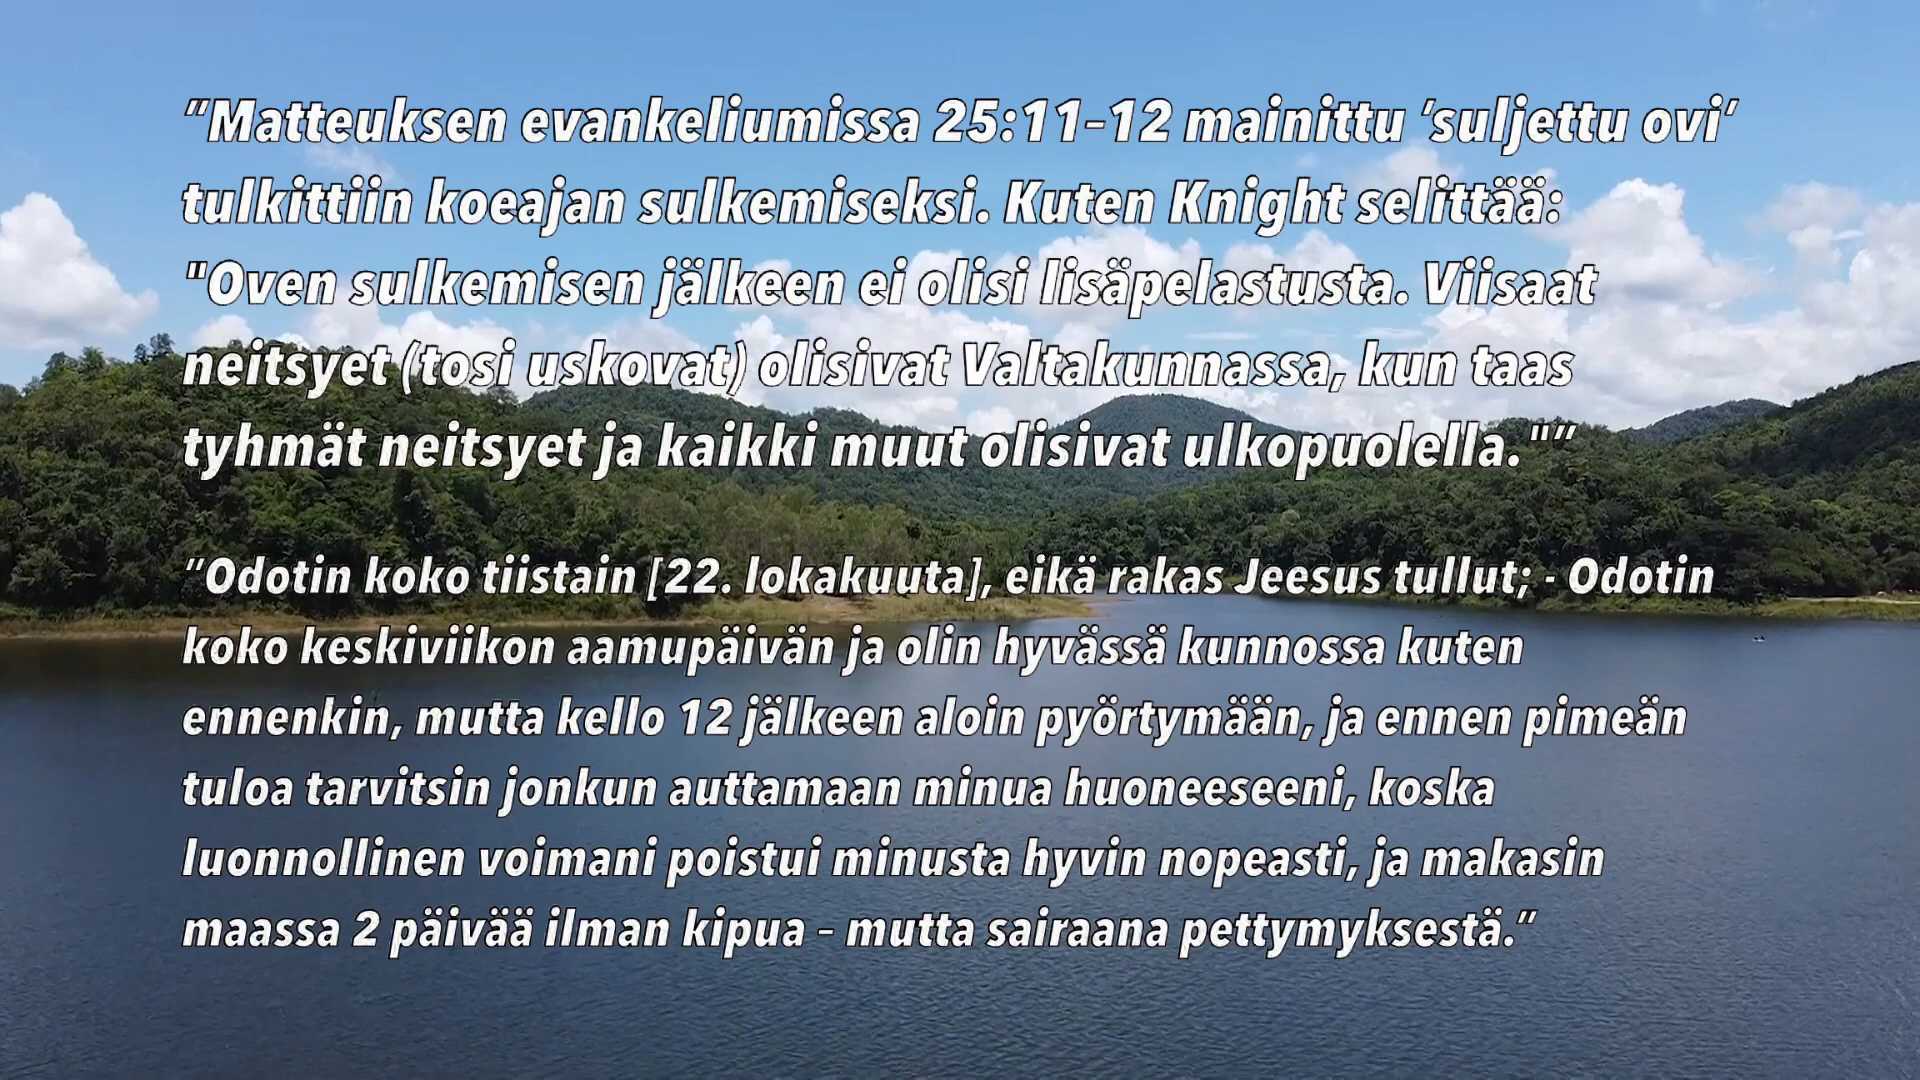 ”Matteuksen evankeliumissa 25:11–12 mainittu ’suljettu ovi’
tulkittiin koeajan sulkemiseksi. Kuten Knight selittää:
"Oven sulkemisen jälkeen ei olisi lisäpelastusta. Viisaat
neitsyet (tosi uskovat) olisivat Valtakunnassa, kun taas
tyhmät neitsyet ja kaikki muut olisivat ulkopuolella."”
”Odotin koko tiistain [22. lokakuuta], eikä rakas Jeesus tullut; - Odotin
koko keskiviikon aamupäivän ja olin hyvässä kunnossa kuten
ennenkin, mutta kello 12 jälkeen aloin pyörtymään, ja ennen pimeän
tuloa tarvitsin jonkun auttamaan minua huoneeseeni, koska
luonnollinen voimani poistui minusta hyvin nopeasti, ja makasin
maassa 2 päivää ilman kipua – mutta sairaana pettymyksestä.”